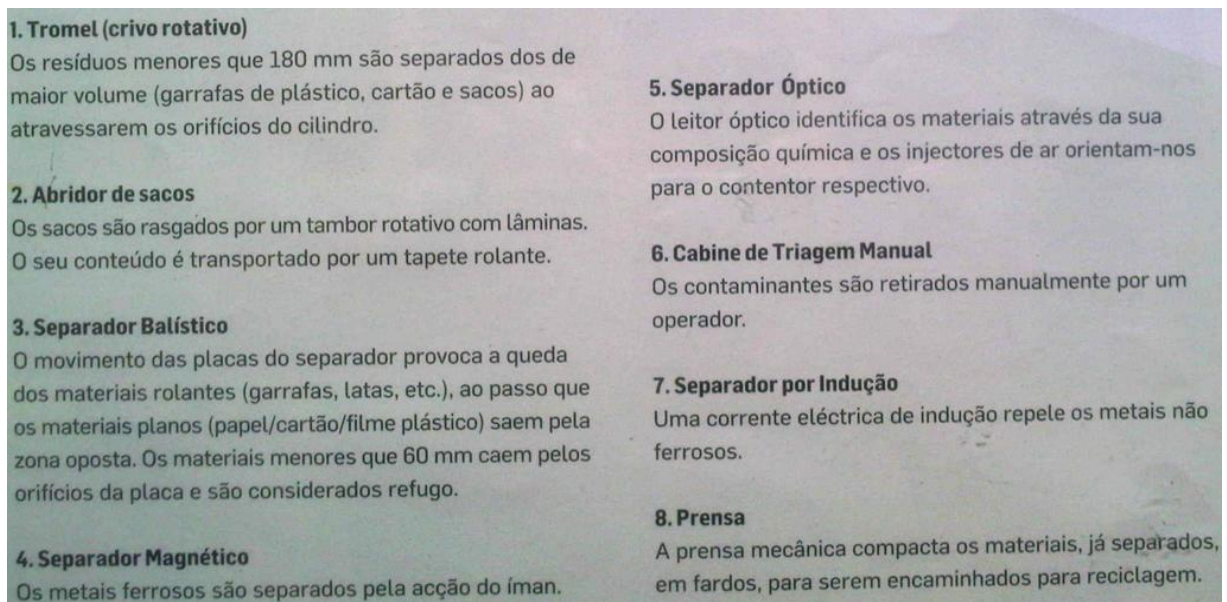 1. Tromel (crivo rotativo)
Os resíduos menores que 180 mm são separados dos de
maior volume (garrafas de plástico, cartão e sacos) ao
atravessarem os orifícios do cilindro.
2. Abridor de sacos
Os sacos são rasgados por um tambor rotativo com lâminas.
O seu conteúdo é transportado por um tapete rolante.
3. Separador Balístico
O movimento das placas do separador provoca a queda
dos materiais rolantes (garrafas, latas, etc.), ao passo que
os materiais planos (papel/cartão/filme plástico) saem pela
zona oposta. Os materiais menores que 60 mm caem pelos
orifícios da placa e são considerados refugo.
4. Separador Magnético
Os metais ferrosos são separados pela acção do íman.
5. Separador Óptico
O leitor óptico identifica os materiais através da sua
composição química e os injectores de ar orientam-nos
para o contentor respectivo.
6. Cabine de Triagem Manual
Os contaminantes são retirados manualmente por um
operador.
7. Separador por Indução
Uma corrente eléctrica de indução repele os metais não
ferrosos.
8. Prensa
A prensa mecânica compacta os materiais, já separados,
em fardos, para serem encaminhados para reciclagem.